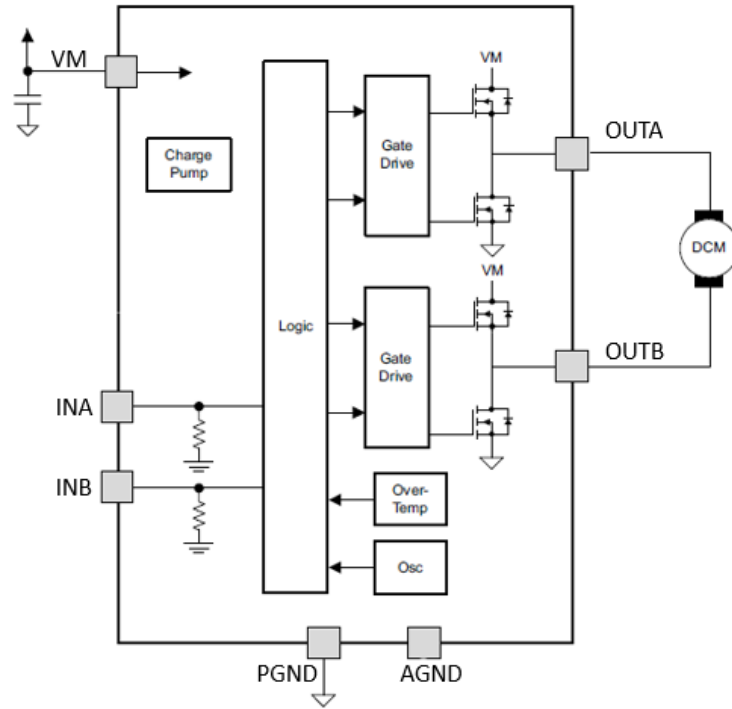 VM
VM
Charge
Pump
Gate
Drive
OUTA
DCM
VM
Logic
Gate
Drive
OUTB
INA
INB
Over-
Temp
Osc
PGND
AGND